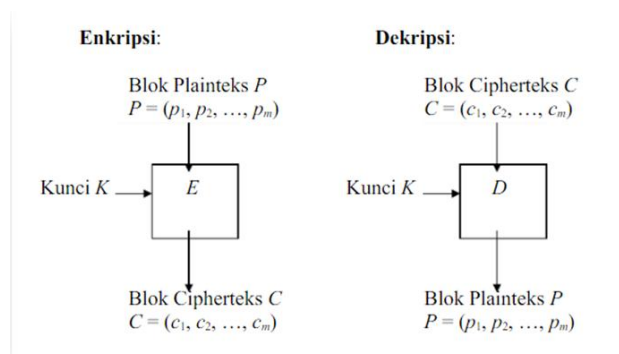 Enkripsi:
Blok Plainteks P
P = (p₁, p₂, …, pₘ)
Kunci K
E
Blok Cipherteks C
C = (c₁, c₂, …, cₘ)
Dekripsi:
Blok Cipherteks C
C = (c₁, c₂, …, cₘ)
Kunci K
D
Blok Plainteks P
P = (p₁, p₂, …, pₘ)